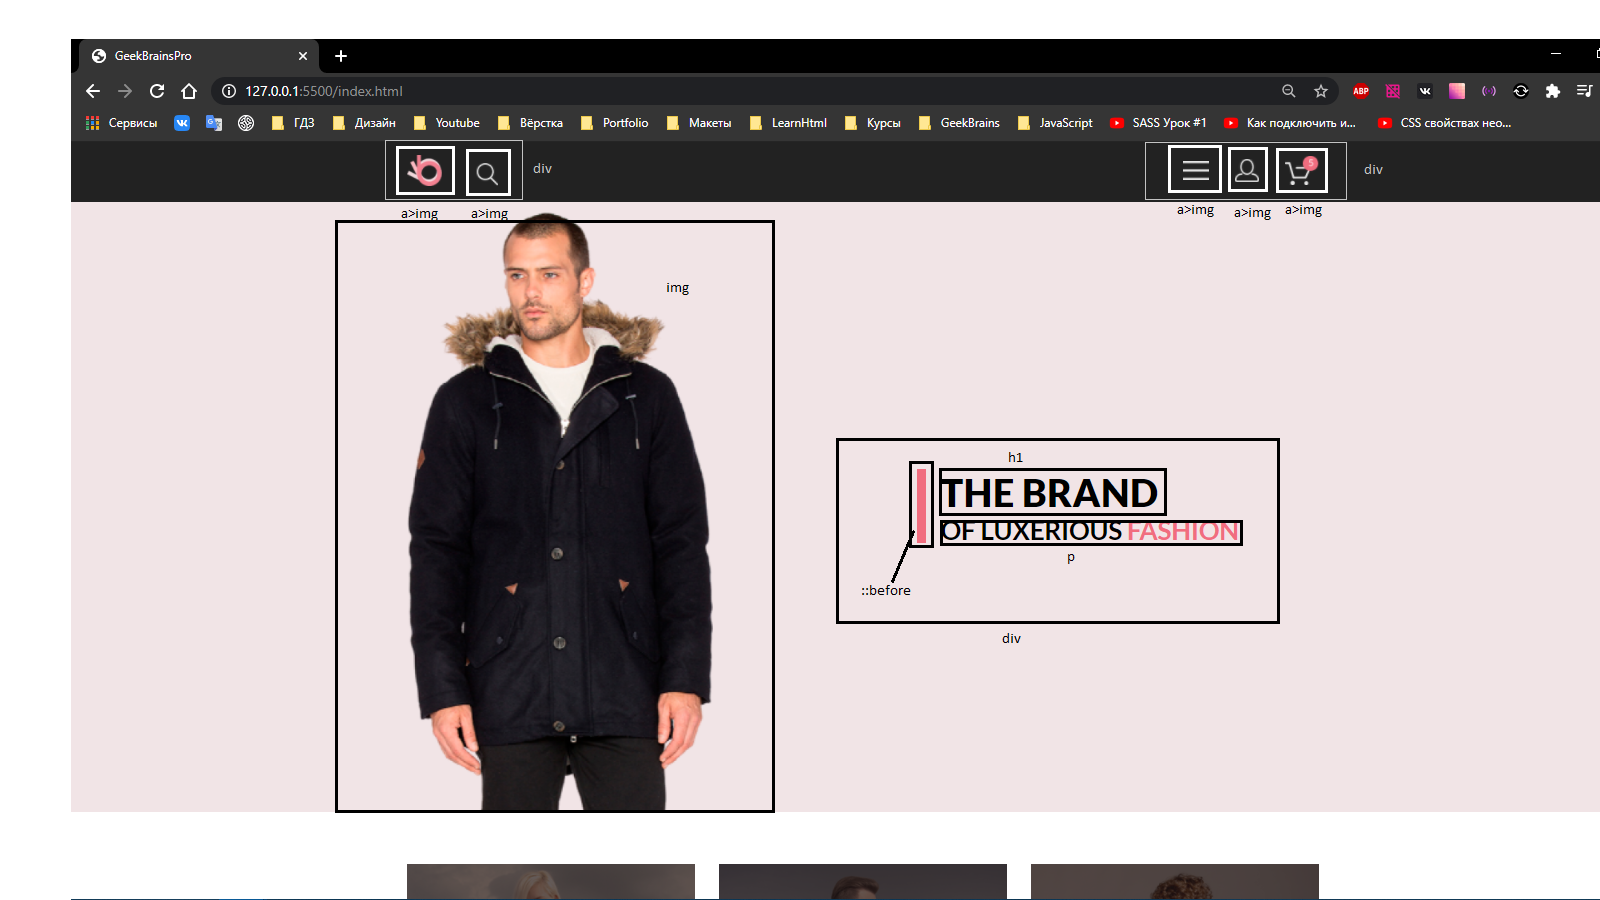 GeekBrainsPro
127.0.0.1:5500/index.html
ABP
Сервисы ГДЗ Дизайн Youtube Вёрстка Portfolio Макеты LearnHtml Курсы GeekBrains JavaScript SASS Урок #1 Как подключить и... CSS свойствах нео...
div
5
div
a>img a>img
a>img a>img a>img
img
h1
THE BRAND
OF LUXERIOUS FASHION
p
::before
div